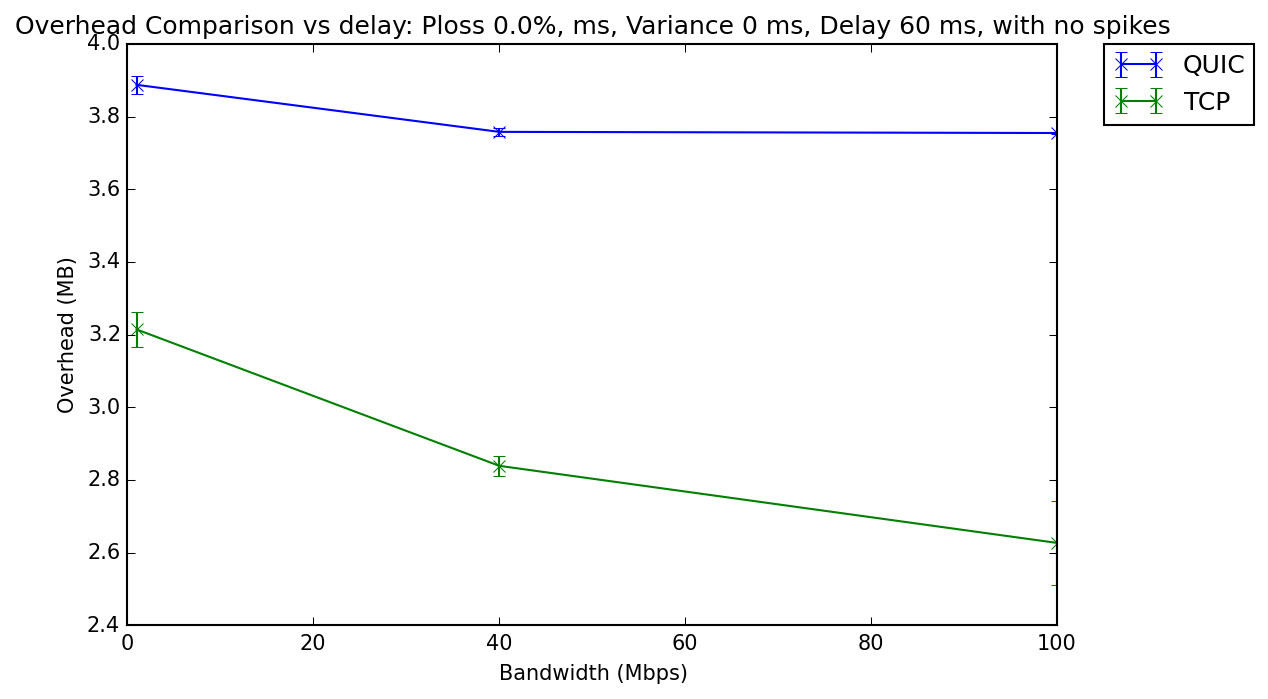 Overhead Comparison vs delay: Ploss 0.0%, ms, Variance 0 ms, Delay 60 ms, with no spikes
QUIC
TCP
4.0
3.8
3.6
3.4
3.2
3.0
2.8
2.6
2.4
Overhead (MB)
0 20 40 60 80 100
Bandwidth (Mbps)